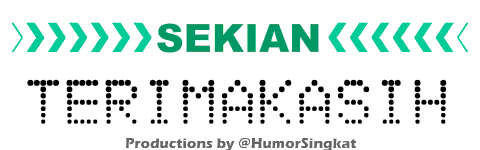 SEKIAN
TERIMAKASIH
Productions by @HumorSingkat